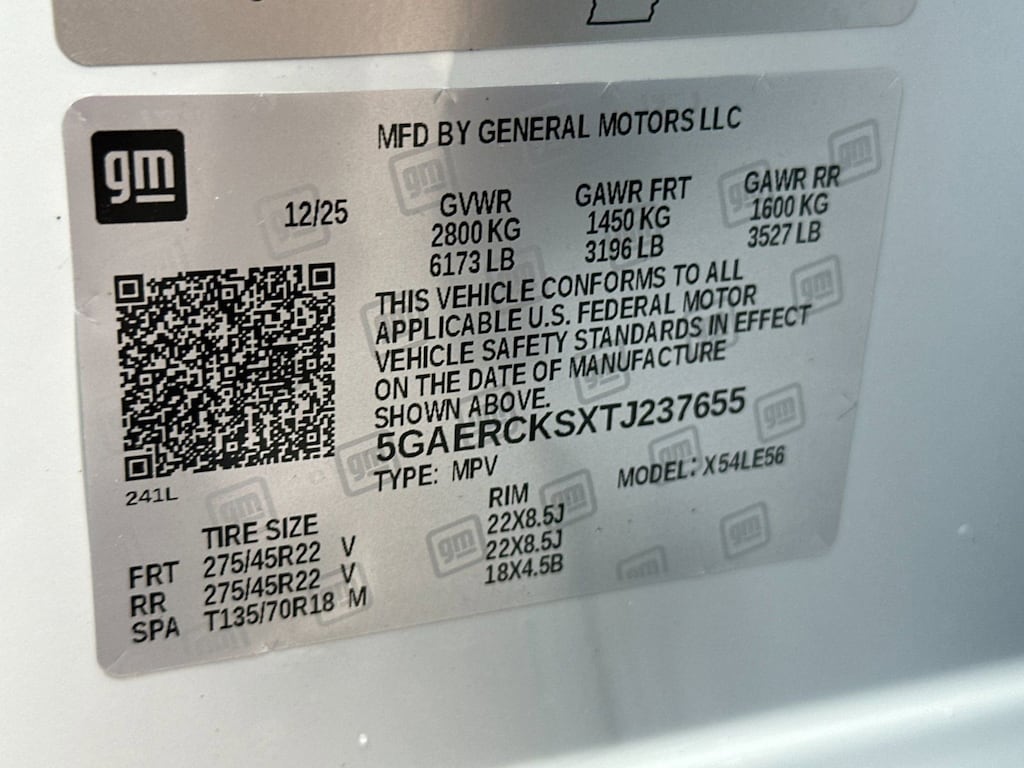 gm
MFD BY GENERAL MOTORS LLC
12/25
GVWR
2800 KG
6173 LB
GAWR FRT
1450 KG
3196 LB
GAWR RR
1600 KG
3527 LB
THIS VEHICLE CONFORMS TO ALL
APPLICABLE U.S. FEDERAL MOTOR
VEHICLE SAFETY STANDARDS IN EFFECT
ON THE DATE OF MANUFACTURE
SHOWN ABOVE.
5GAERCKSXTJ237655
TYPE: MPV MODEL: X54LE56
241L
TIRE SIZE RIM
FRT 275/45R22 V 22X8.5J
RR 275/45R22 V 22X8.5J
SPA T135/70R18 M 18X4.5B